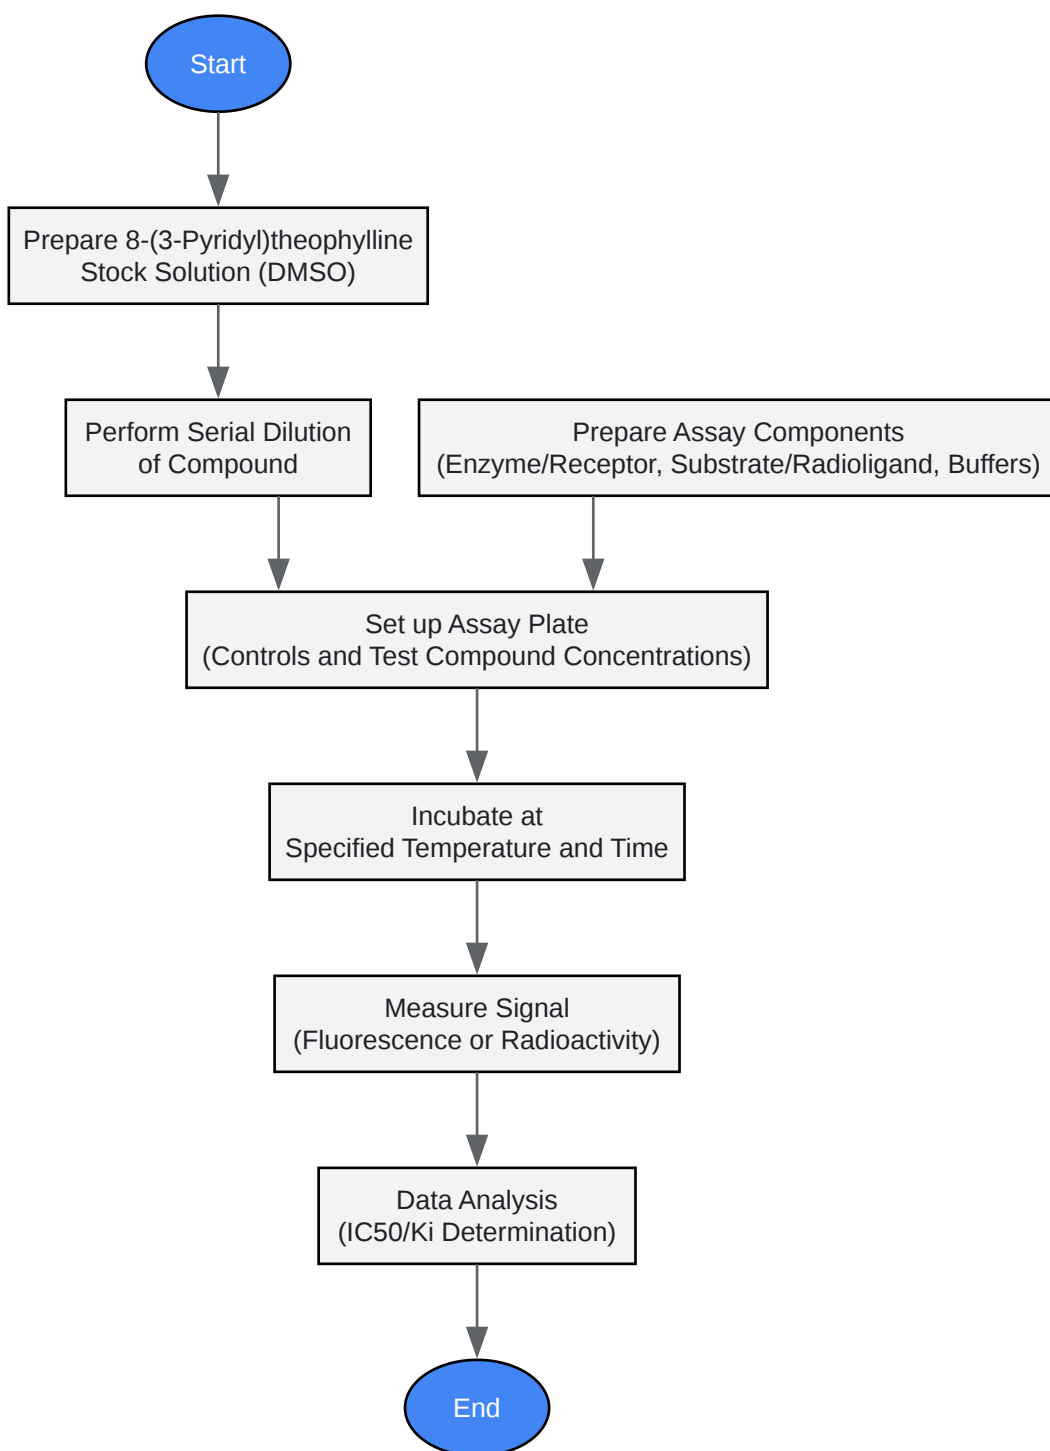 Start
Prepare 8-(3-Pyridyl)theophylline
Stock Solution (DMSO)
Perform Serial Dilution
of Compound
Prepare Assay Components
(Enzyme/Receptor, Substrate/Radioligand, Buffers)
Set up Assay Plate
(Controls and Test Compound Concentrations)
Incubate at
Specified Temperature and Time
Measure Signal
(Fluorescence or Radioactivity)
Data Analysis
(IC50/Ki Determination)
End